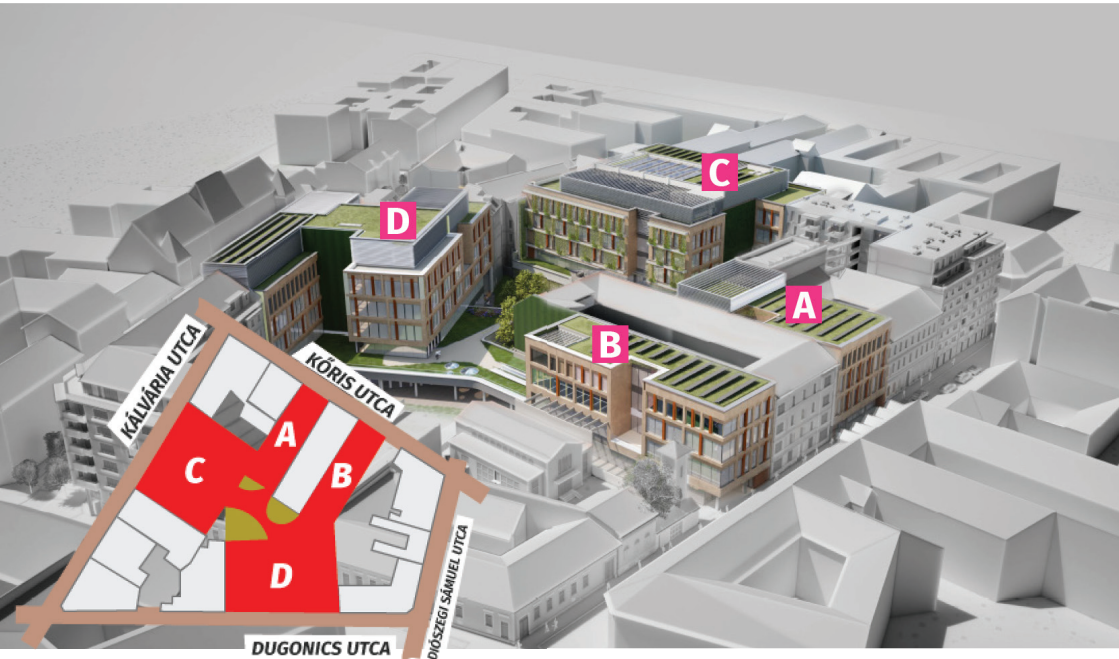 C
D
A
B
KÁLVÁRIA UTCA
KŐRIS UTCA
A
B
C
D
DIÓSZEGI SÁMUEL UTCA
DUGONICS UTCA